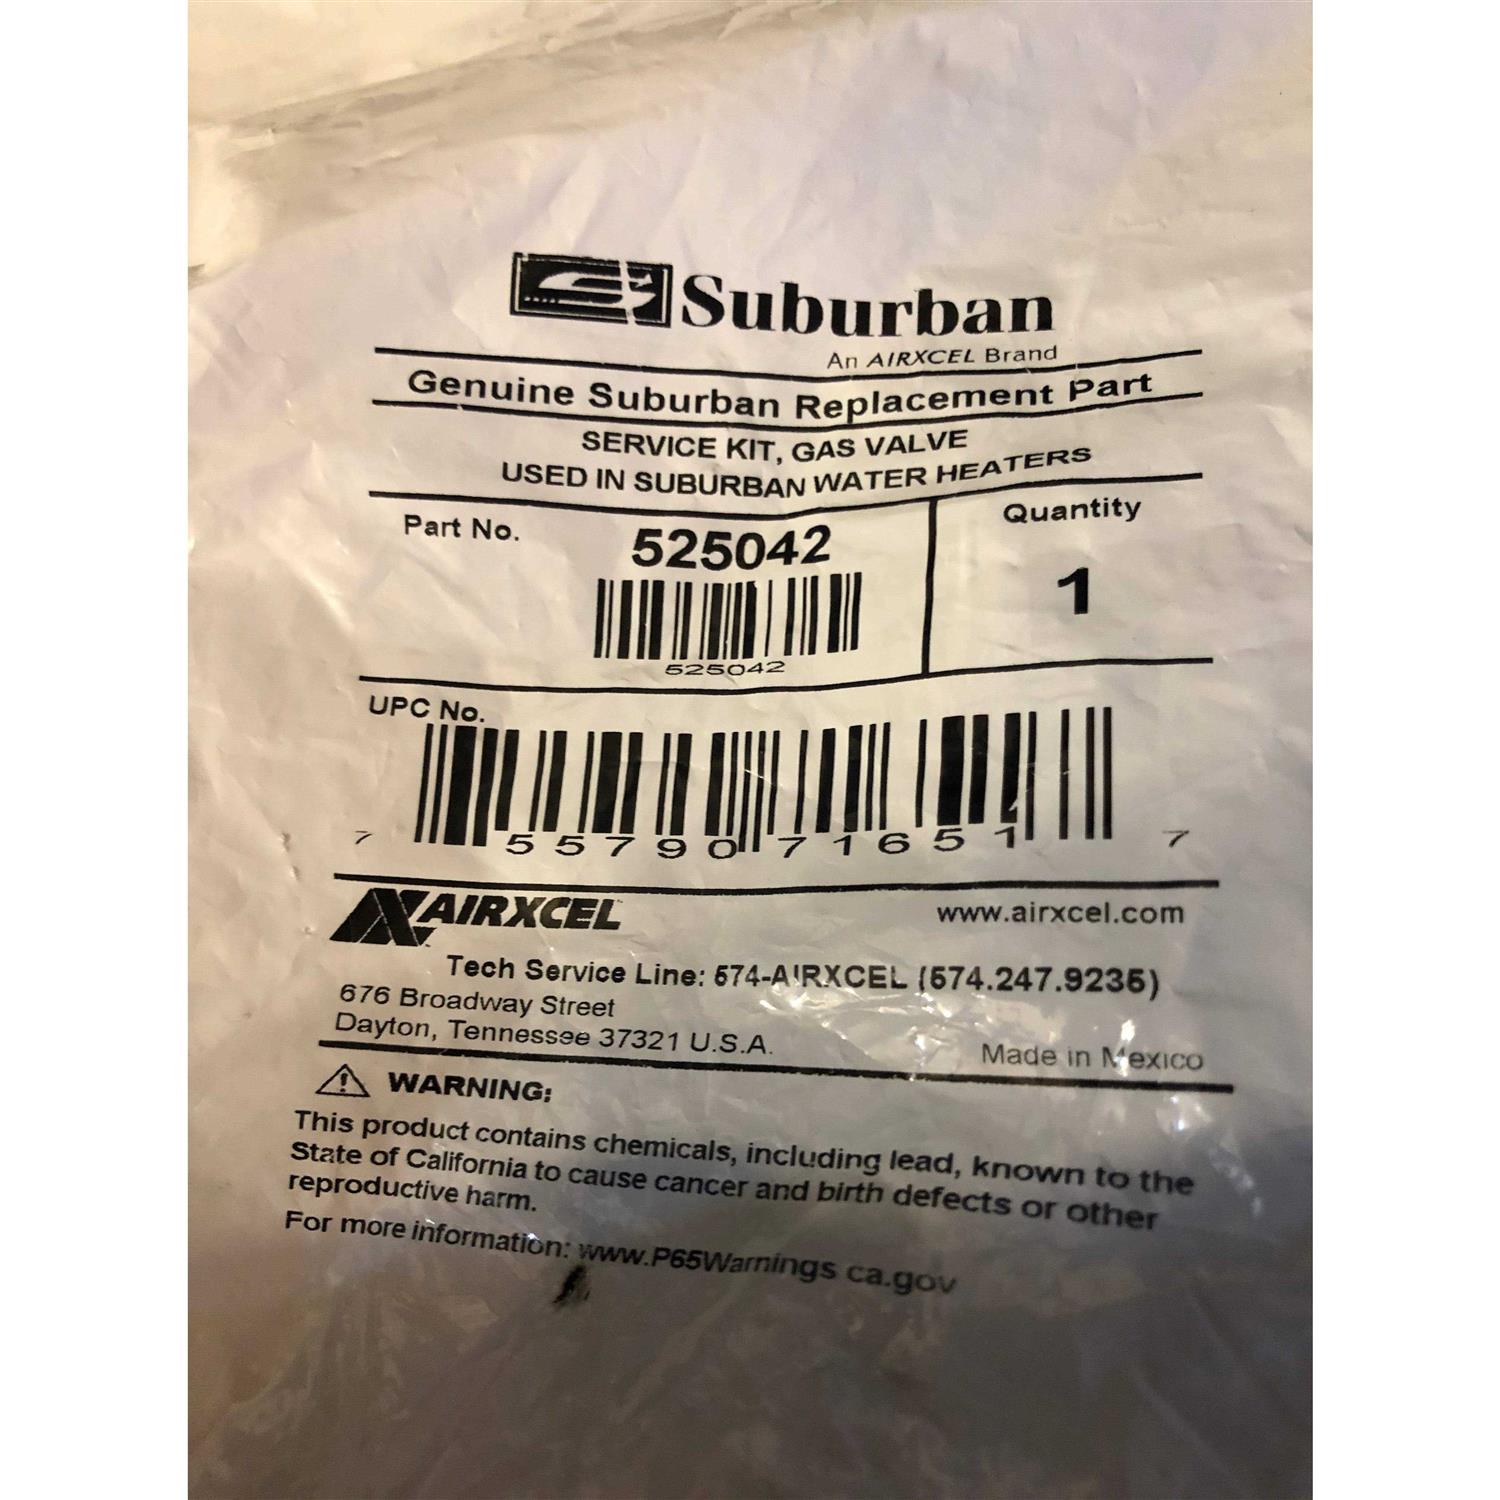 Suburban
An AIRXCEL Brand
Genuine Suburban Replacement Part
SERVICE KIT, GAS VALVE
USED IN SUBURBAN WATER HEATERS
Part No. 525042
Quantity
1
525042
UPC No.
7 55790 71651 7
AIRXCEL
www.airxcel.com
Tech Service Line: 574-AIRXCEL (574.247.9235)
676 Broadway Street
Dayton, Tennessee 37321 U.S.A.
Made in Mexico
WARNING:
This product contains chemicals, including lead, known to the
State of California to cause cancer and birth defects or other
reproductive harm.
For more information: www.P65Warnings.ca.gov